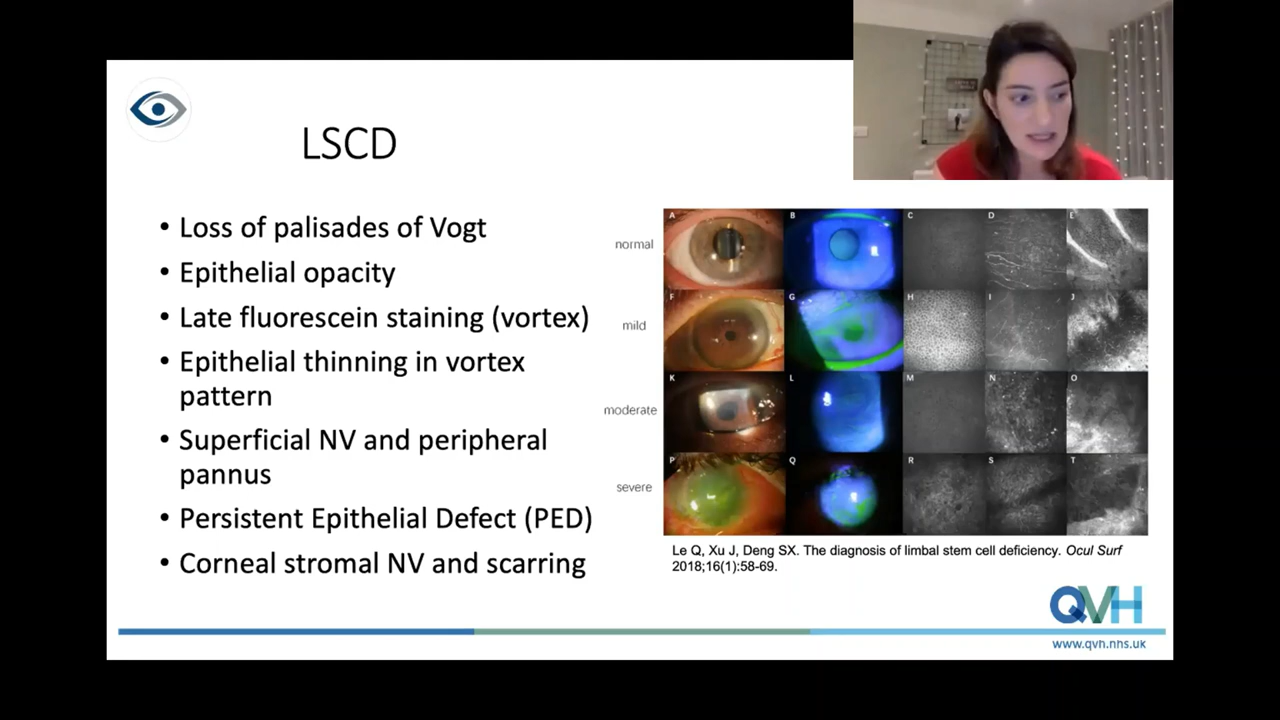 LSCD
• Loss of palisades of Vogt
• Epithelial opacity
• Late fluorescein staining (vortex)
• Epithelial thinning in vortex
pattern
• Superficial NV and peripheral
pannus
• Persistent Epithelial Defect (PED)
• Corneal stromal NV and scarring
normal
A B C D E
mild
F G H I J
moderate
K L M N O
severe
P Q R S T
Le Q, Xu J, Deng SX. The diagnosis of limbal stem cell deficiency. Ocul Surf
2018;16(1):58-69.
QVH
www.qvh.nhs.uk